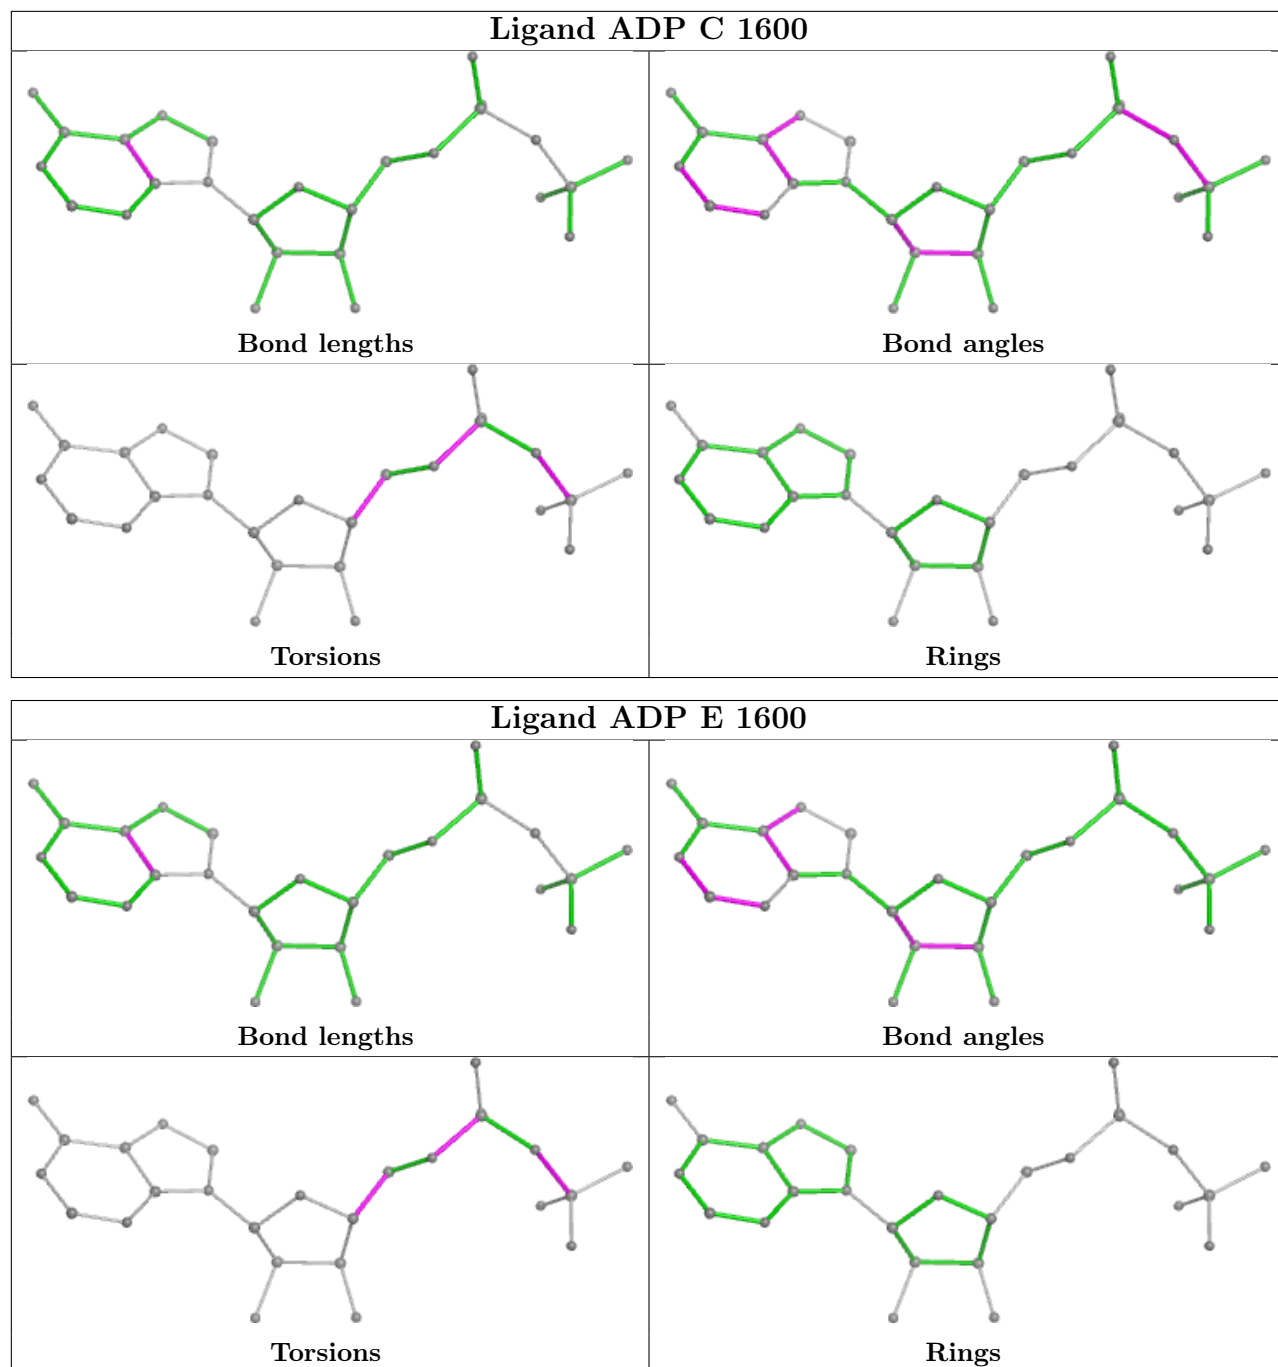 Ligand ADP C 1600
Bond lengths
Bond angles
Torsions
Rings
Ligand ADP E 1600
Bond lengths
Bond angles
Torsions
Rings